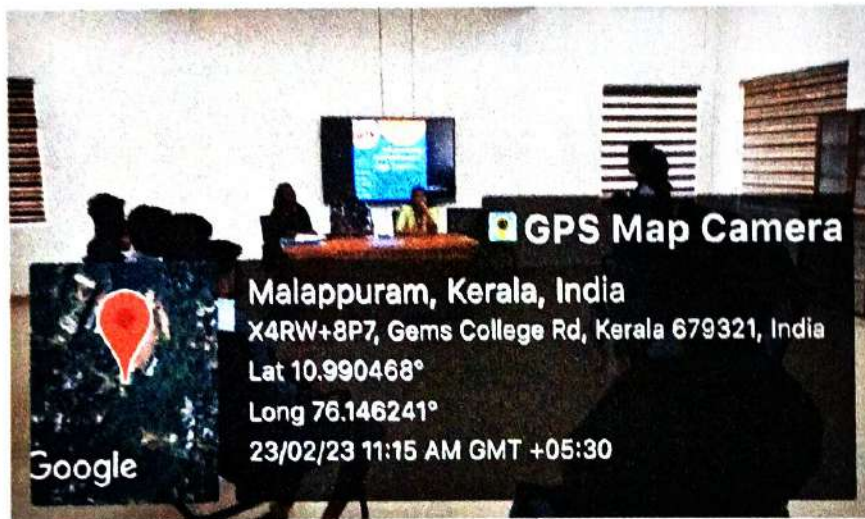 GPS Map Camera
Malappuram, Kerala, India
X4RW+8P7, Gems College Rd, Kerala 679321, India
Lat 10.990468°
Long 76.146241°
23/02/23 11:15 AM GMT +05:30
Google